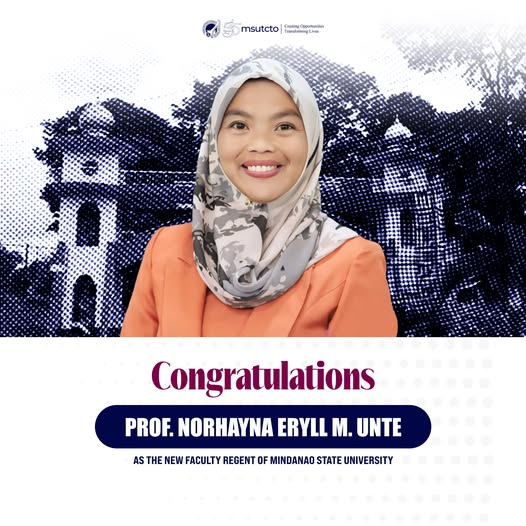 msutcto
Creating Opportunities
Transforming Lives
Congratulations
PROF. NORHAYNA ERYLL M. UNTE
AS THE NEW FACULTY REGENT OF MINDANAO STATE UNIVERSITY